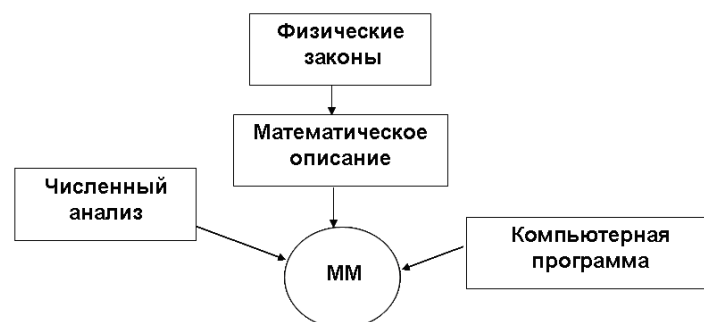 Физические
законы
Математическое
описание
Численный
анализ
Компьютерная
программа
ММ